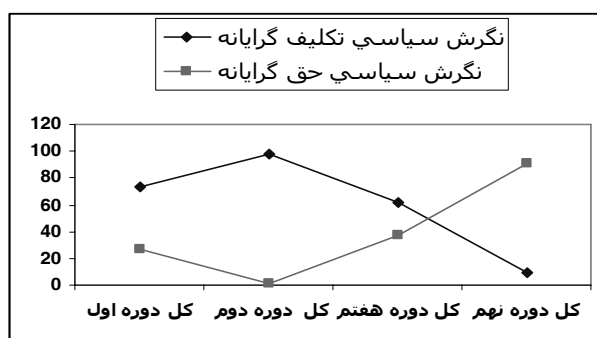 نگرش سياسي تكليف گرايانه
نگرش سياسي حق گرايانه
120
100
80
60
40
20
0
كل دوره اول
كل دوره دوم
كل دوره هفتم
كل دوره نهم